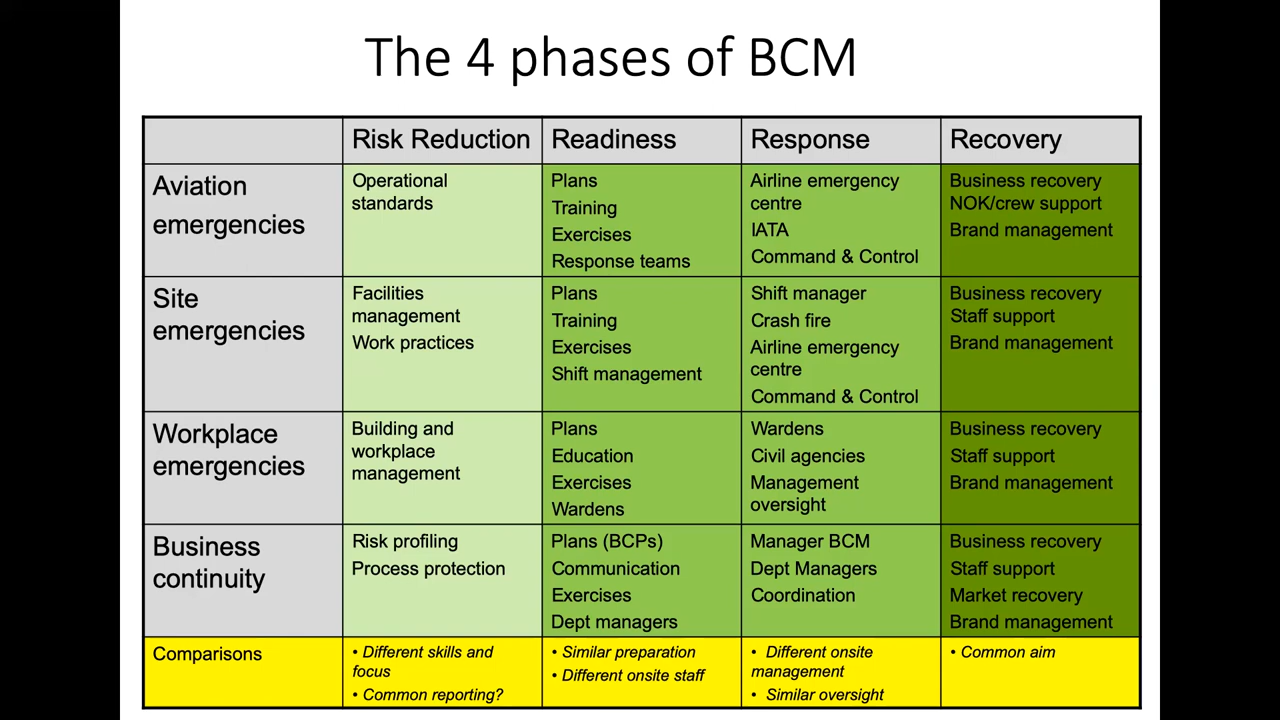 The 4 phases of BCM
Risk Reduction
Readiness
Response
Recovery
Aviation
emergencies
Operational
standards
Plans
Training
Exercises
Response teams
Airline emergency
centre
IATA
Command & Control
Business recovery
NOK/crew support
Brand management
Site
emergencies
Facilities
management
Work practices
Plans
Training
Exercises
Shift management
Shift manager
Crash fire
Airline emergency
centre
Command & Control
Business recovery
Staff support
Brand management
Workplace
emergencies
Building and
workplace
management
Plans
Education
Exercises
Wardens
Wardens
Civil agencies
Management
oversight
Business recovery
Staff support
Brand management
Business
continuity
Risk profiling
Process protection
Plans (BCPs)
Communication
Exercises
Dept managers
Manager BCM
Dept Managers
Coordination
Business recovery
Staff support
Market recovery
Brand management
Comparisons
• Different skills and
focus
• Common reporting?
• Similar preparation
• Different onsite staff
• Different onsite
management
• Similar oversight
• Common aim